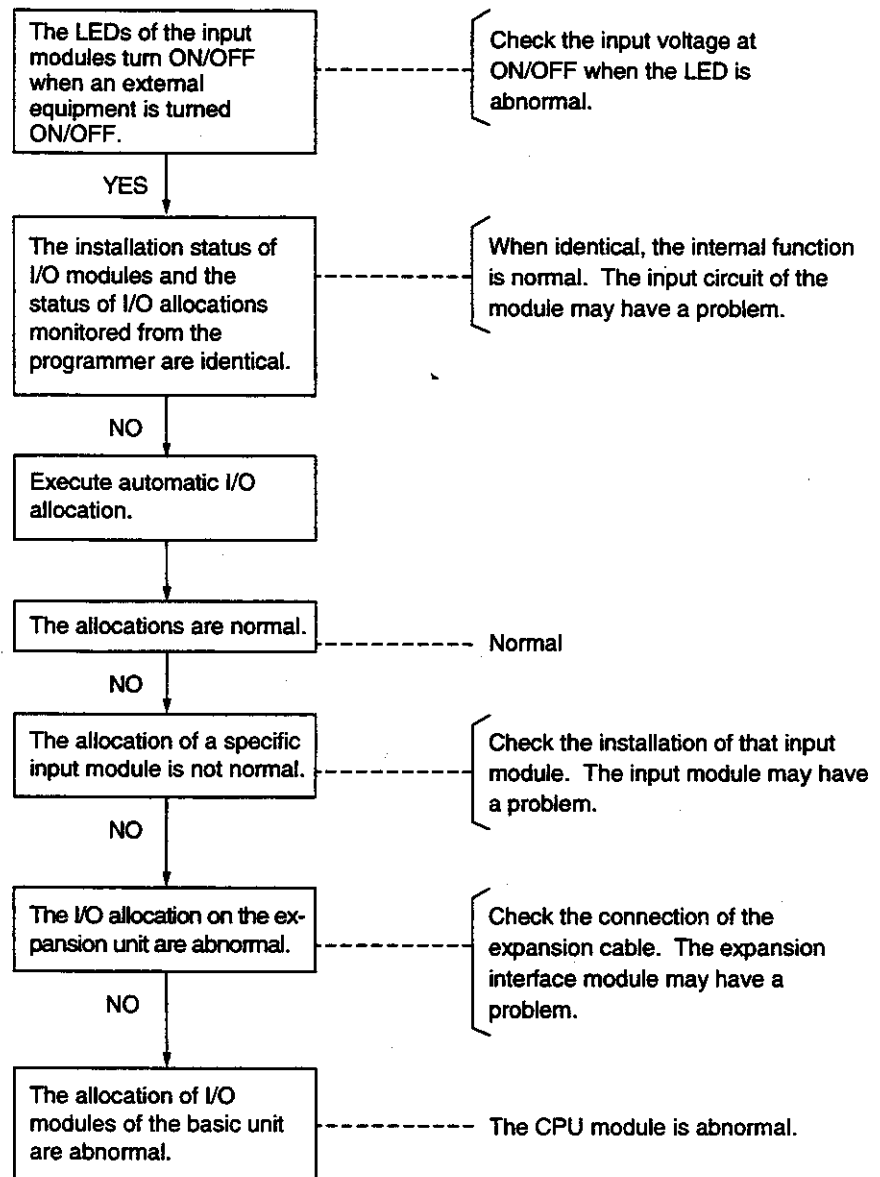 The LEDs of the input
modules turn ON/OFF
when an external
equipment is turned
ON/OFF.
Check the input voltage at
ON/OFF when the LED is
abnormal.
YES
The installation status of
I/O modules and the
status of I/O allocations
monitored from the
programmer are identical.
When identical, the internal function
is normal. The input circuit of the
module may have a problem.
NO
Execute automatic I/O
allocation.
The allocations are normal.
Normal
NO
The allocation of a specific
input module is not normal.
Check the installation of that input
module. The input module may have
a problem.
NO
The I/O allocation on the ex-
pansion unit are abnormal.
Check the connection of the
expansion cable. The expansion
interface module may have a
problem.
NO
The allocation of I/O
modules of the basic unit
are abnormal.
The CPU module is abnormal.